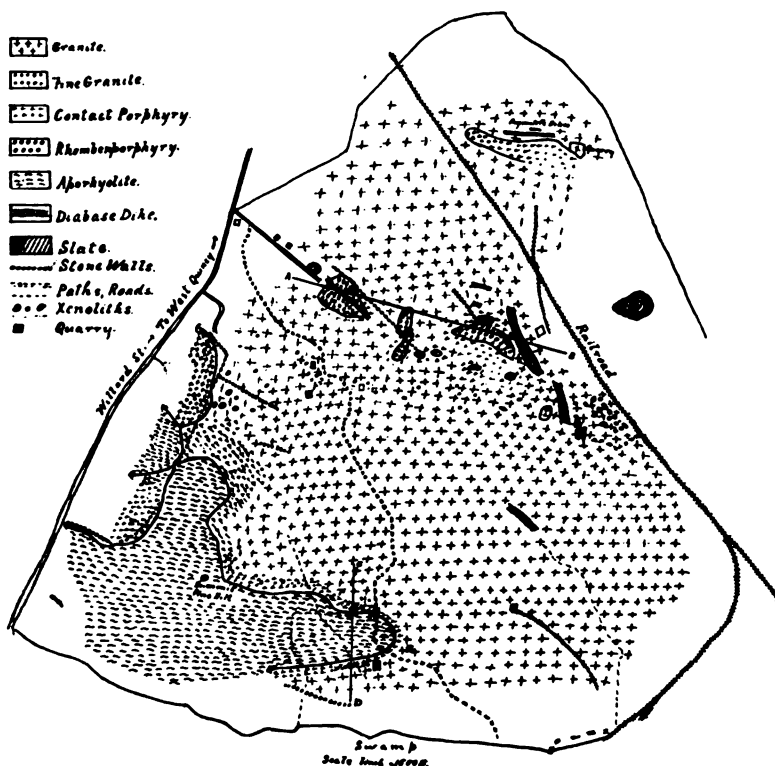 Granite.
Fine Granite.
Contact Porphyry.
Rhombenporphyry.
Aporhyolite.
Diabase Dike.
Slate.
Stone Walls.
Paths, Roads.
Xenoliths
Quarry.
Willard St. → To West Quincy →
Railroad
A
B
D
Swamp
Scale